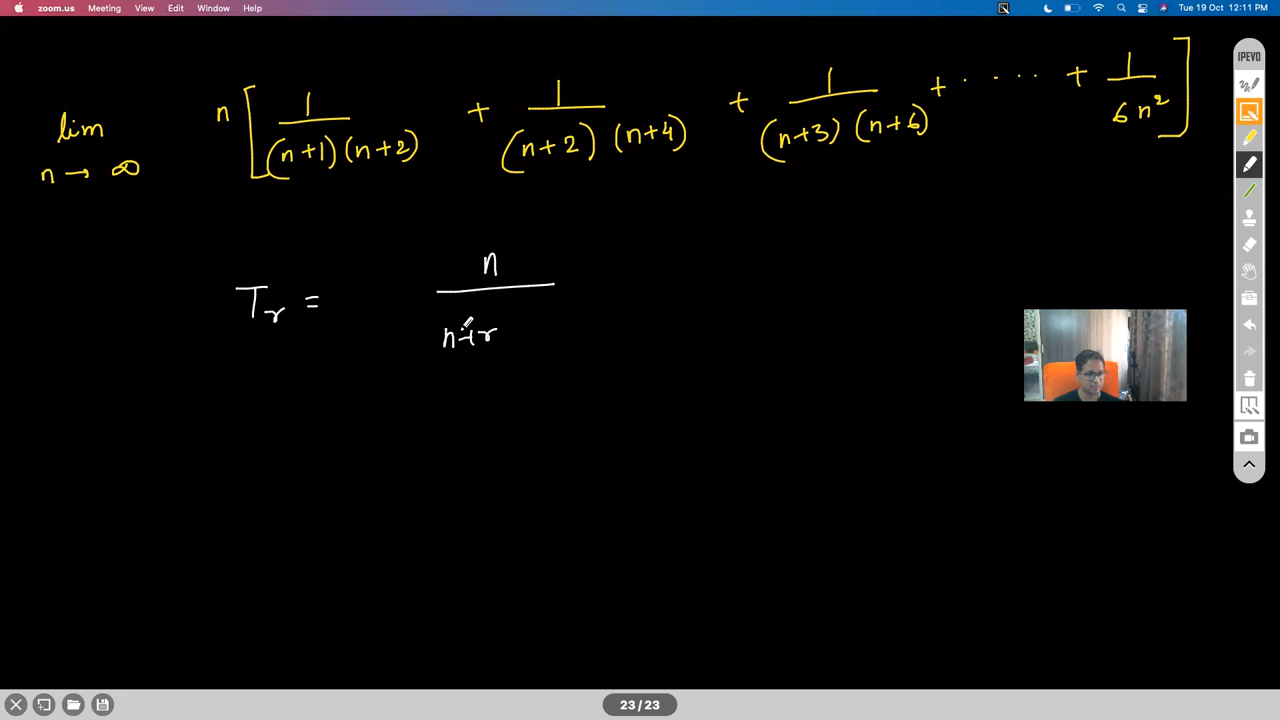 zoom.us Meeting View Edit Window Help Tue 19 Oct 12:11 PM
IPEVO
lim n→∞ n[1/((n+1)(n+2)) + 1/((n+2)(n+4)) + 1/((n+3)(n+6)) + ····· + 1/(6n²)]
T_r = n/(n+r
23/23